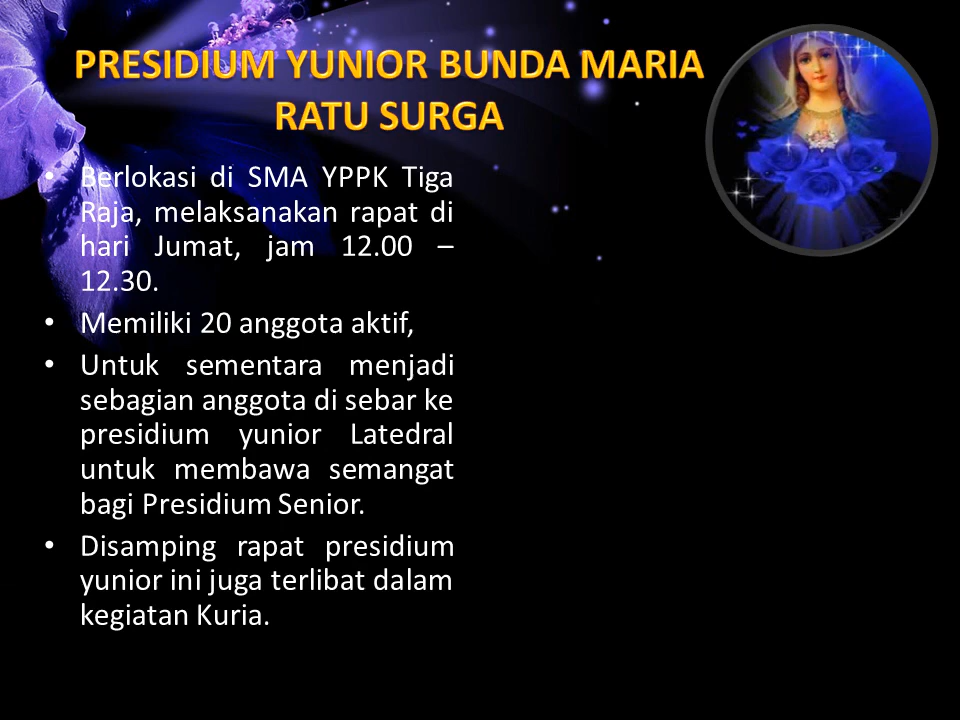 PRESIDIUM YUNIOR BUNDA MARIA
RATU SURGA
• Berlokasi di SMA YPPK Tiga
Raja, melaksanakan rapat di
hari Jumat, jam 12.00 –
12.30.
• Memiliki 20 anggota aktif,
• Untuk sementara menjadi
sebagian anggota di sebar ke
presidium yunior Latedral
untuk membawa semangat
bagi Presidium Senior.
• Disamping rapat presidium
yunior ini juga terlibat dalam
kegiatan Kuria.